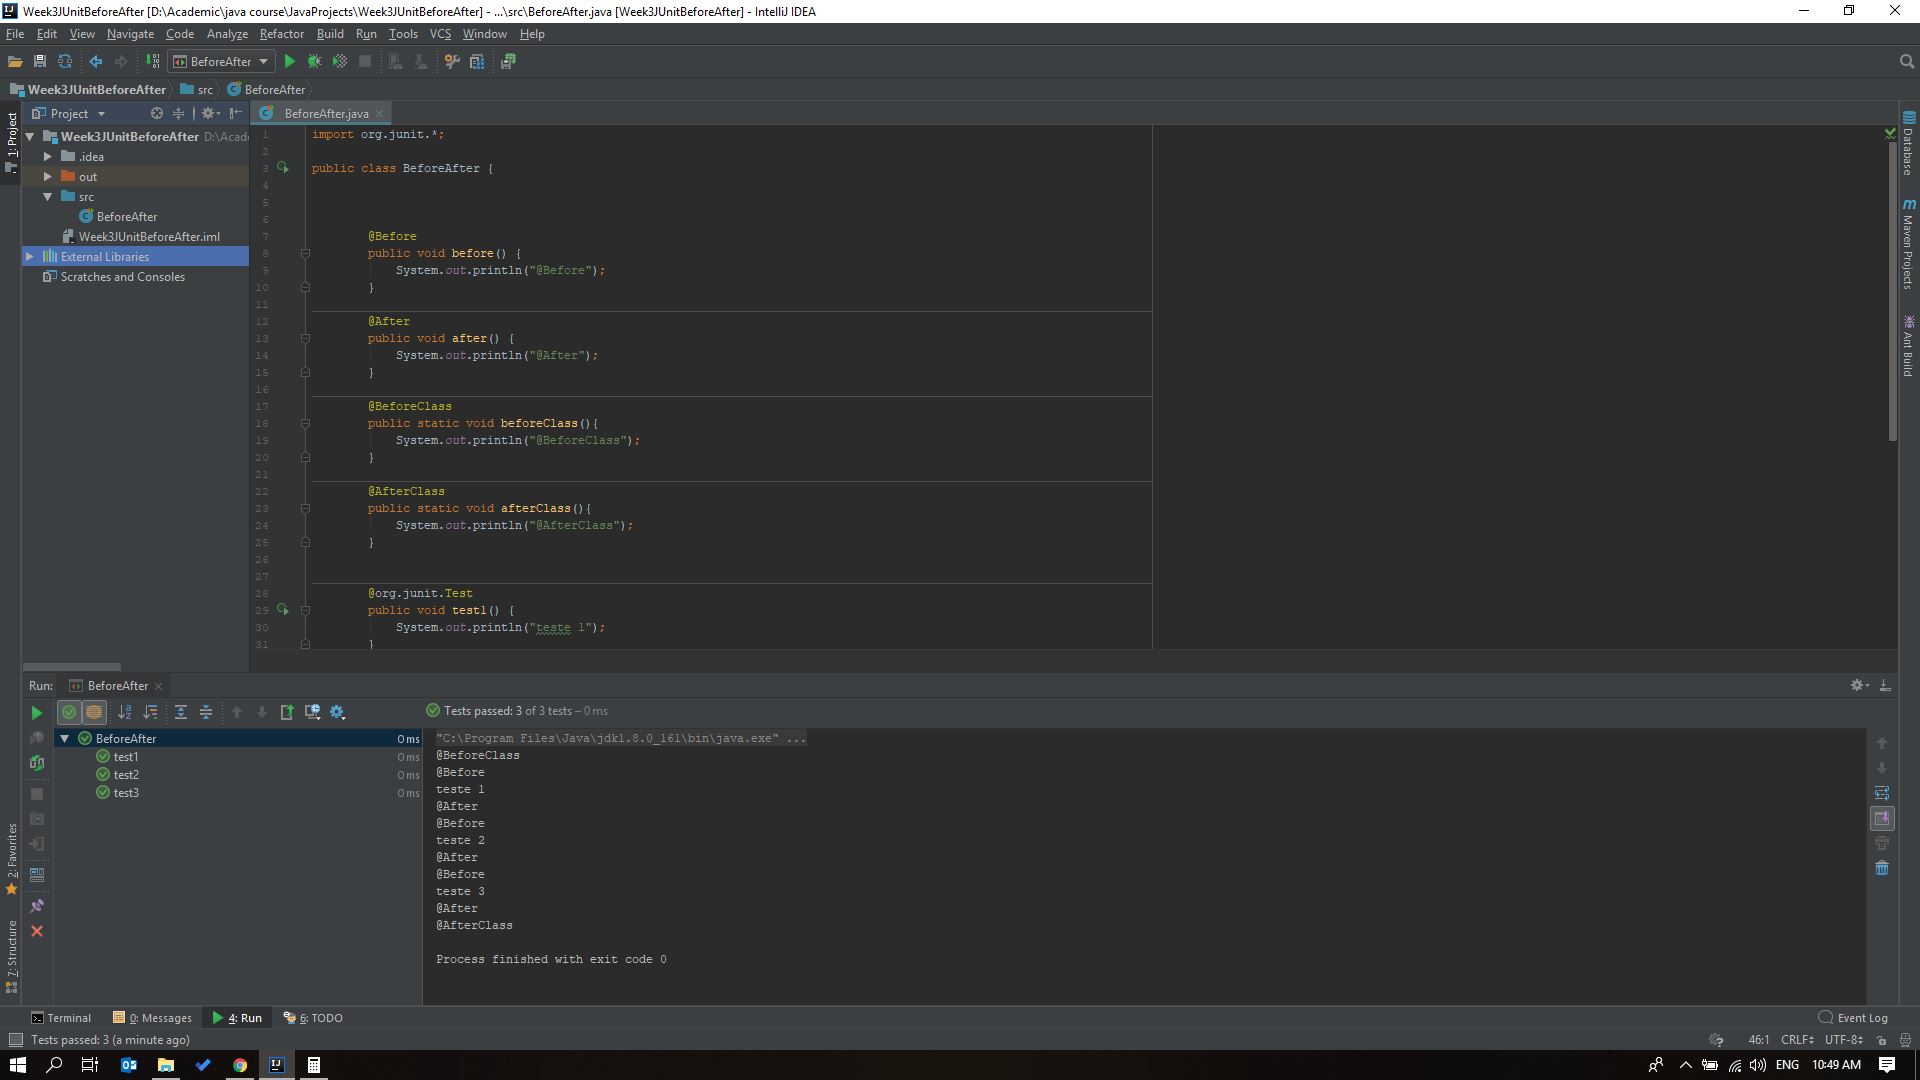 Week3JUnitBeforeAfter [D:\Academic\java course\JavaProjects\Week3JUnitBeforeAfter] - ...\src\BeforeAfter.java [Week3JUnitBeforeAfter] - IntelliJ IDEA
File Edit View Navigate Code Analyze Refactor Build Run Tools VCS Window Help
BeforeAfter
Week3JUnitBeforeAfter src BeforeAfter
Project
BeforeAfter.java
1: Project
Week3JUnitBeforeAfter D:\Acad
.idea
out
src
BeforeAfter
Week3JUnitBeforeAfter.iml
External Libraries
Scratches and Consoles
1 import org.junit.*;
2
3 public class BeforeAfter {
4
5
6
7 @Before
8 public void before() {
9 System.out.println("@Before");
10 }
11
12 @After
13 public void after() {
14 System.out.println("@After");
15 }
16
17 @BeforeClass
18 public static void beforeClass(){
19 System.out.println("@BeforeClass");
20 }
21
22 @AfterClass
23 public static void afterClass(){
24 System.out.println("@AfterClass");
25 }
26
27
28 @org.junit.Test
29 public void test1() {
30 System.out.println("teste 1");
31 }
Database
Maven Projects
Ant Build
Run: BeforeAfter
Tests passed: 3 of 3 tests – 0 ms
BeforeAfter 0 ms
test1 0 ms
test2 0 ms
test3 0 ms
"C:\Program Files\Java\jdk1.8.0_161\bin\java.exe" ...
@BeforeClass
@Before
teste 1
@After
@Before
teste 2
@After
@Before
teste 3
@After
@AfterClass
Process finished with exit code 0
2: Favorites
7: Structure
Terminal 0: Messages 4: Run 6: TODO
Event Log
Tests passed: 3 (a minute ago)
46:1 CRLF UTF-8
ENG 10:49 AM